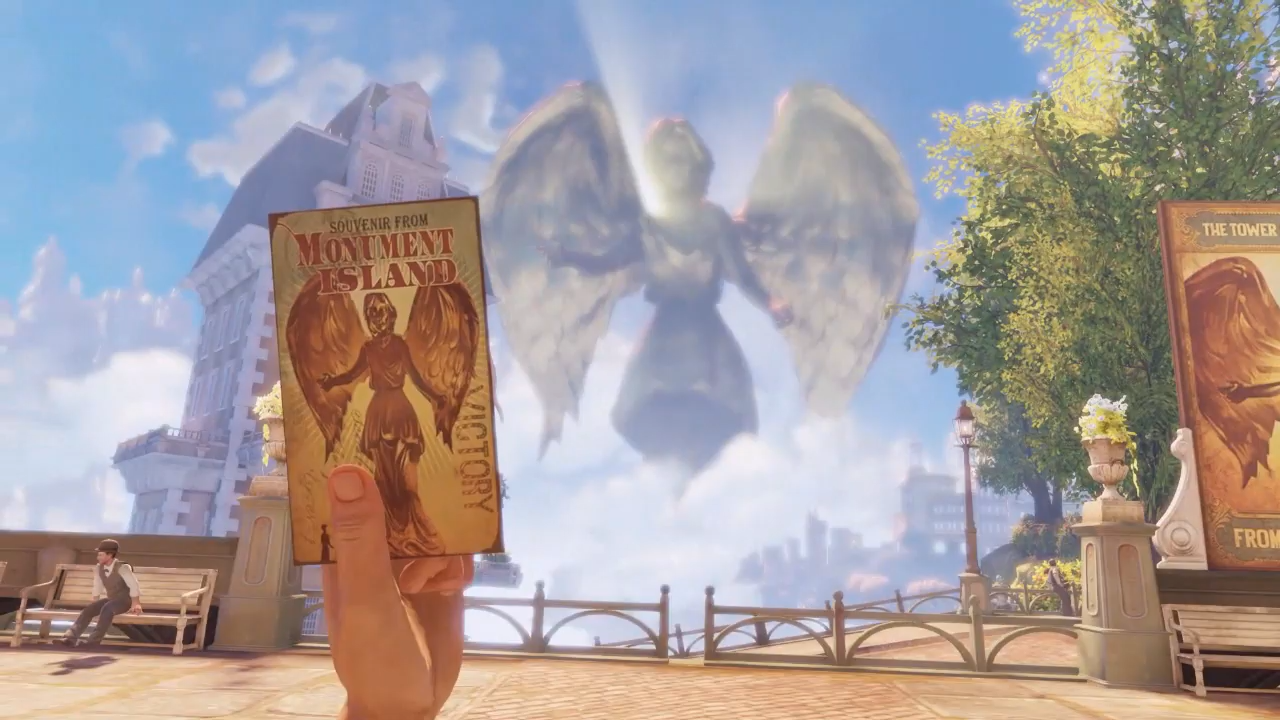 SOUVENIR FROM
MONUMENT
ISLAND
VICTORY
THE TOWER
FROM